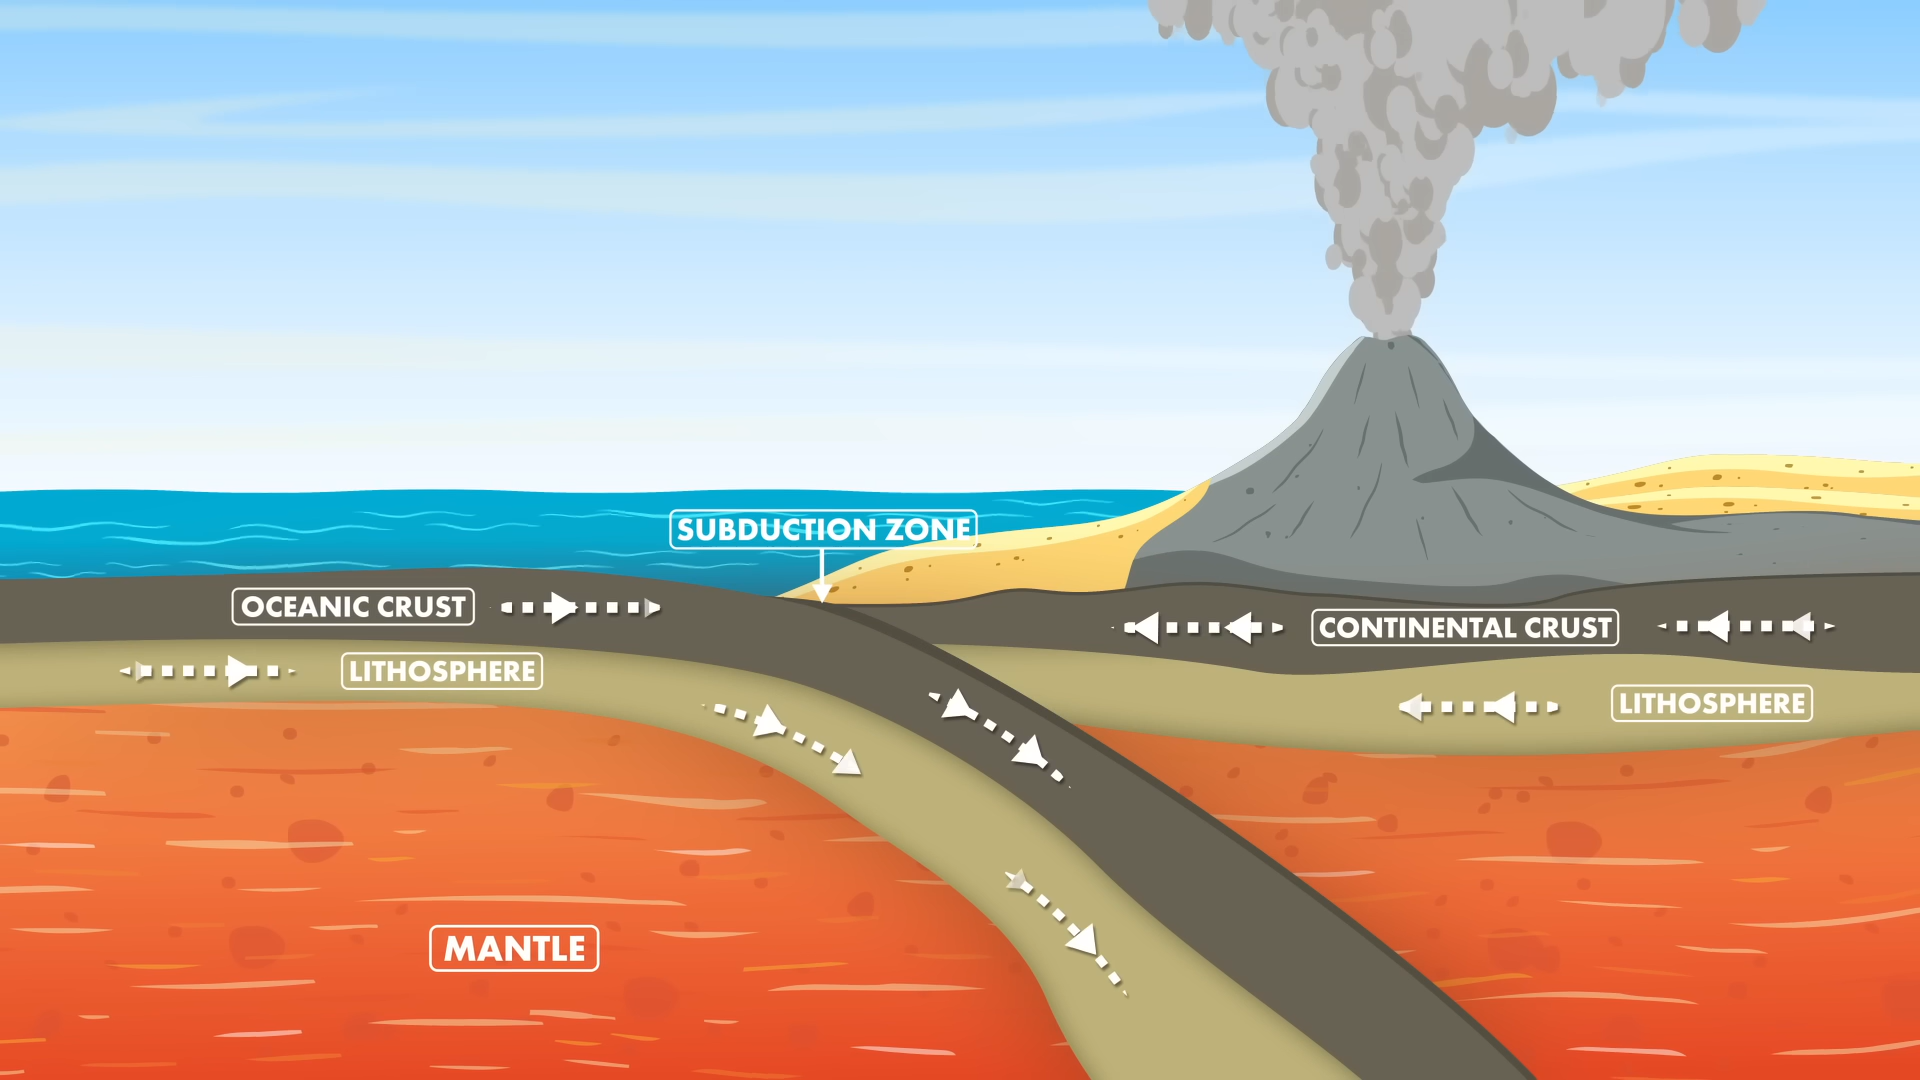 SUBDUCTION ZONE
OCEANIC CRUST
CONTINENTAL CRUST
LITHOSPHERE
LITHOSPHERE
MANTLE